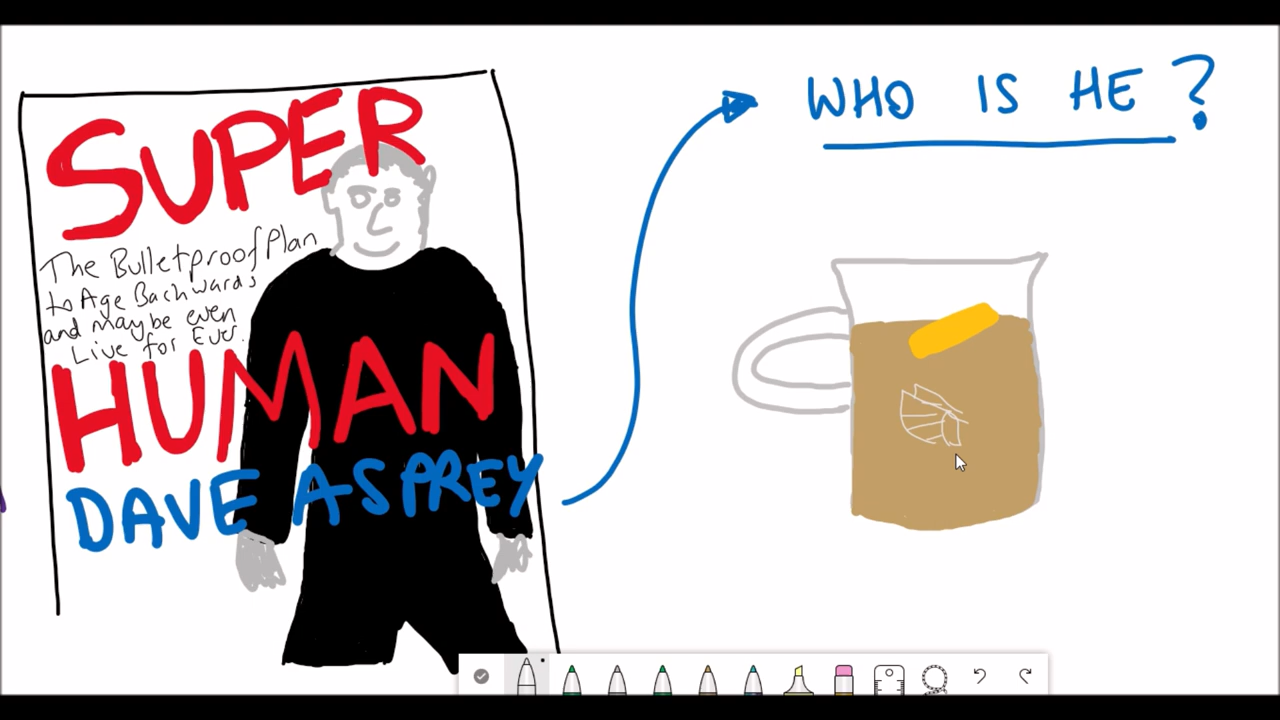 SUPER
The Bulletproof Plan
to Age Backwards
and maybe even
Live for Ever.
HUMAN
DAVE ASPREY
WHO IS HE?